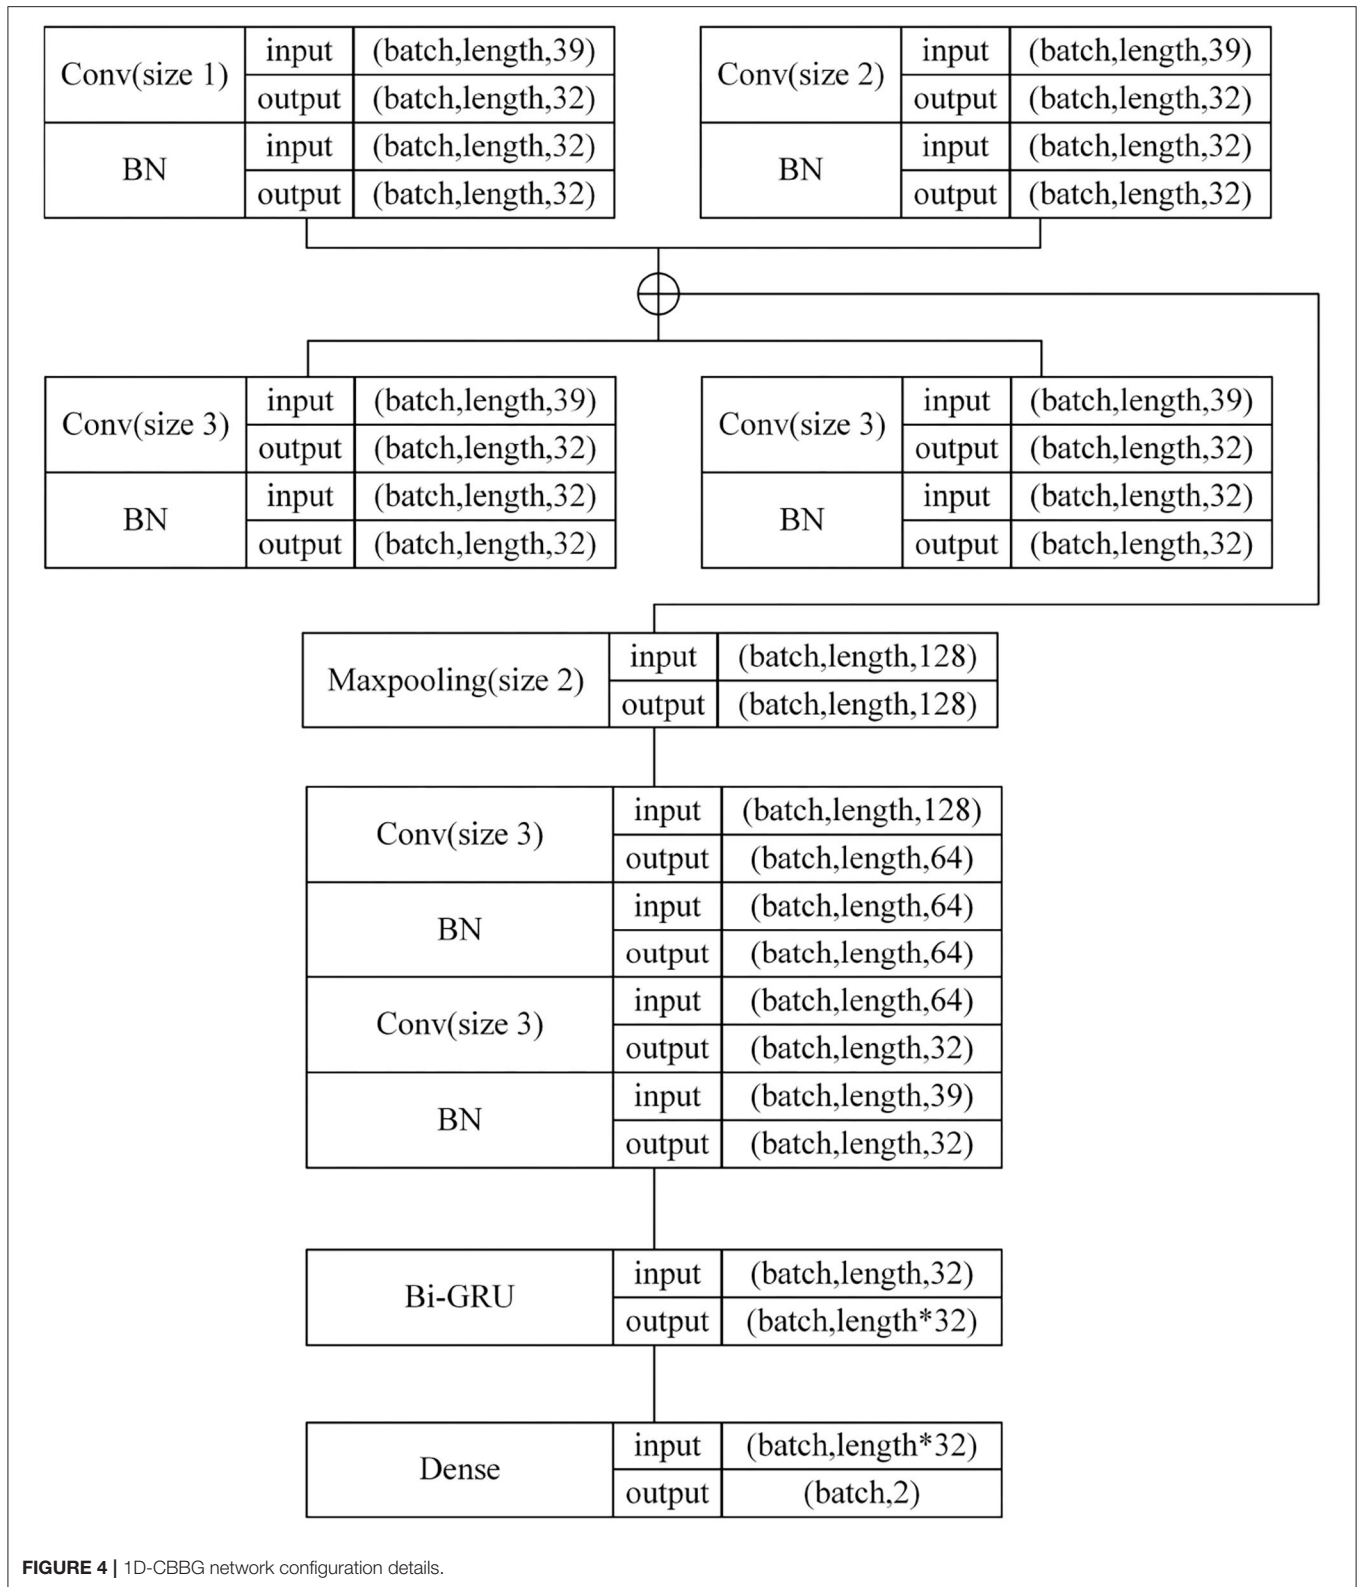 Conv(size 1) input (batch,length,39)
output (batch,length,32)
BN input (batch,length,32)
output (batch,length,32)
Conv(size 2) input (batch,length,39)
output (batch,length,32)
BN input (batch,length,32)
output (batch,length,32)
Conv(size 3) input (batch,length,39)
output (batch,length,32)
BN input (batch,length,32)
output (batch,length,32)
Conv(size 3) input (batch,length,39)
output (batch,length,32)
BN input (batch,length,32)
output (batch,length,32)
Maxpooling(size 2) input (batch,length,128)
output (batch,length,128)
Conv(size 3) input (batch,length,128)
output (batch,length,64)
BN input (batch,length,64)
output (batch,length,64)
Conv(size 3) input (batch,length,64)
output (batch,length,32)
BN input (batch,length,39)
output (batch,length,32)
Bi-GRU input (batch,length,32)
output (batch,length*32)
Dense input (batch,length*32)
output (batch,2)
FIGURE 4 | 1D-CBBG network configuration details.